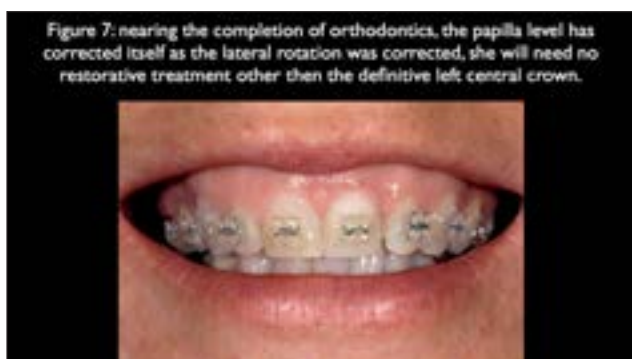 Figure 7: nearing the completion of orthodontics, the papilla level has
corrected itself as the lateral rotation was corrected, she will need no
restorative treatment other then the definitive left central crown.